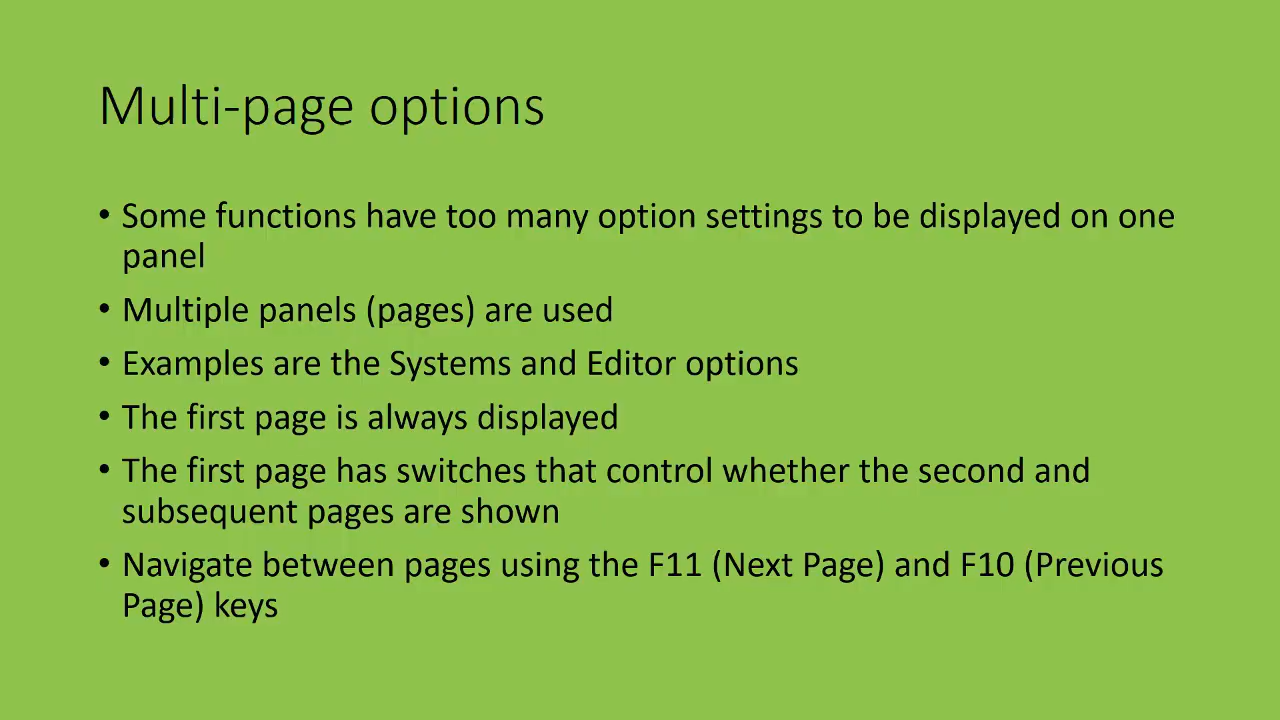 Multi-page options
• Some functions have too many option settings to be displayed on one
panel
• Multiple panels (pages) are used
• Examples are the Systems and Editor options
• The first page is always displayed
• The first page has switches that control whether the second and
subsequent pages are shown
• Navigate between pages using the F11 (Next Page) and F10 (Previous
Page) keys